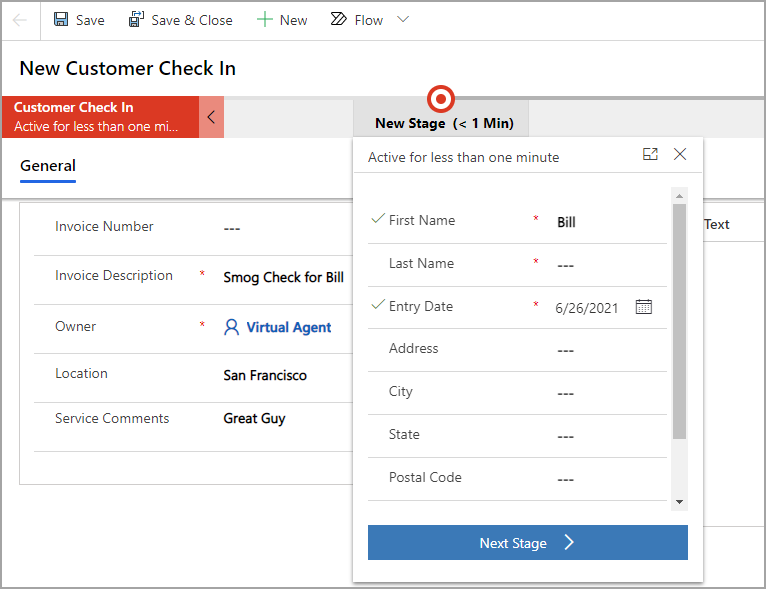 Save
Save & Close
New
Flow
New Customer Check In
Customer Check In
Active for less than one mi...
New Stage (< 1 Min)
General
Active for less than one minute
Invoice Number ---
Invoice Description * Smog Check for Bill
Owner * Virtual Agent
Location San Francisco
Service Comments Great Guy
First Name * Bill
Last Name * ---
Entry Date * 6/26/2021
Address ---
City ---
State ---
Postal Code ---
Next Stage
Text